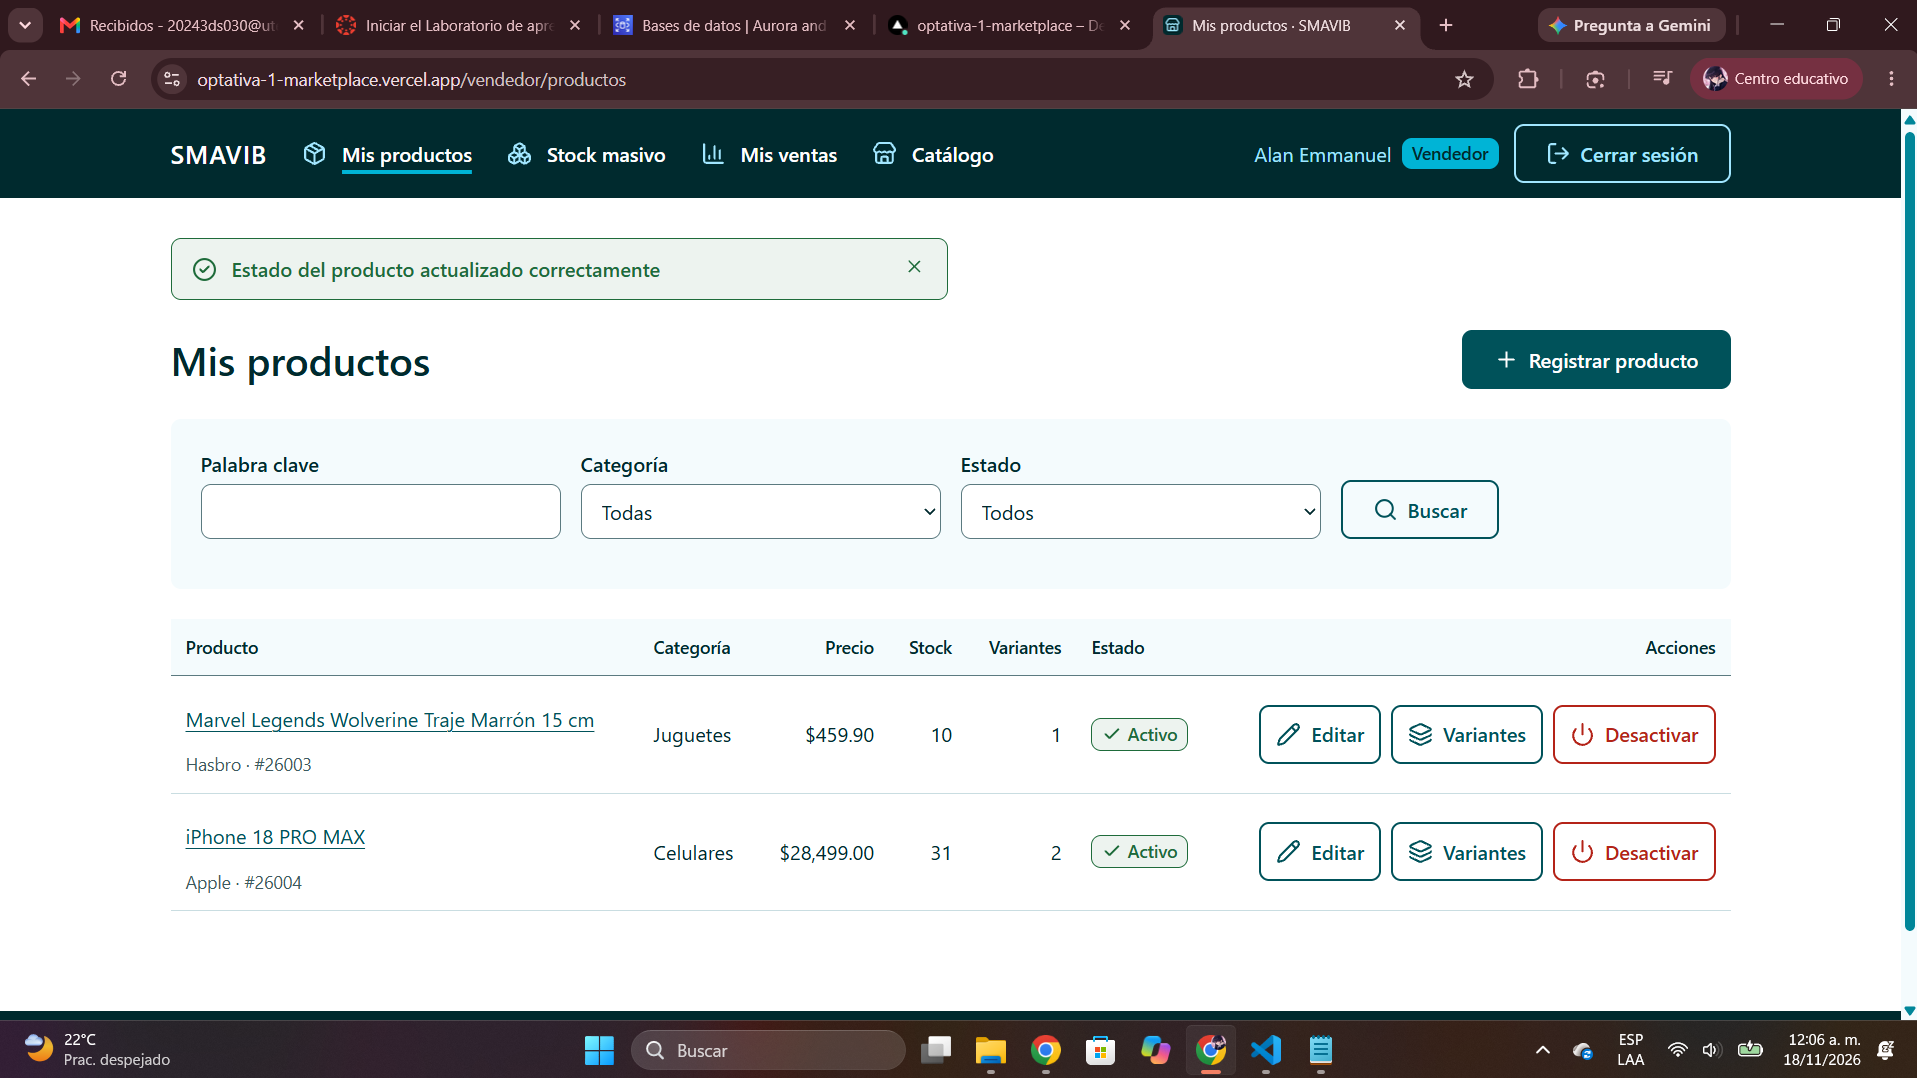 Recibidos - 20243ds030@ut
Iniciar el Laboratorio de apre
Bases de datos | Aurora and
optativa-1-marketplace – De
Mis productos · SMAVIB
Pregunta a Gemini
optativa-1-marketplace.vercel.app/vendedor/productos
Centro educativo
SMAVIB
Mis productos
Stock masivo
Mis ventas
Catálogo
Alan Emmanuel
Vendedor
Cerrar sesión
Estado del producto actualizado correctamente
Mis productos
Registrar producto
Palabra clave
Categoría
Estado
Todas
Todos
Buscar
Producto Categoría Precio Stock Variantes Estado Acciones
Marvel Legends Wolverine Traje Marrón 15 cm
Hasbro · #26003
Juguetes $459.90 10 1 Activo Editar Variantes Desactivar
iPhone 18 PRO MAX
Apple · #26004
Celulares $28,499.00 31 2 Activo Editar Variantes Desactivar
22°C
Prac. despejado
Buscar
ESP
LAA
12:06 a. m.
18/11/2026